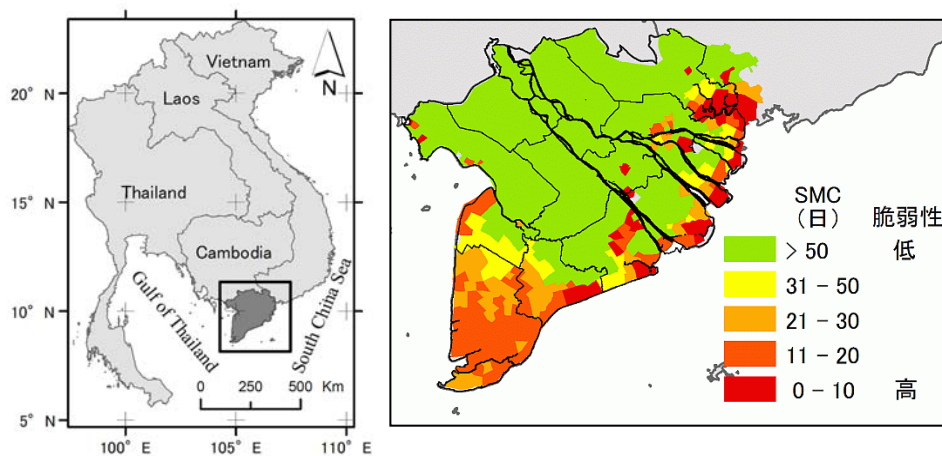 Vietnam
N
20°
N
Laos
15°
N
Thailand
Cambodia
Gulf of Thailand
South China Sea
10°
N
0 250 500 Km
5°
N
100° E 105° E 110° E
SMC
(日) 脆弱性
> 50 低
31 – 50
21 – 30
11 – 20
0 – 10 高